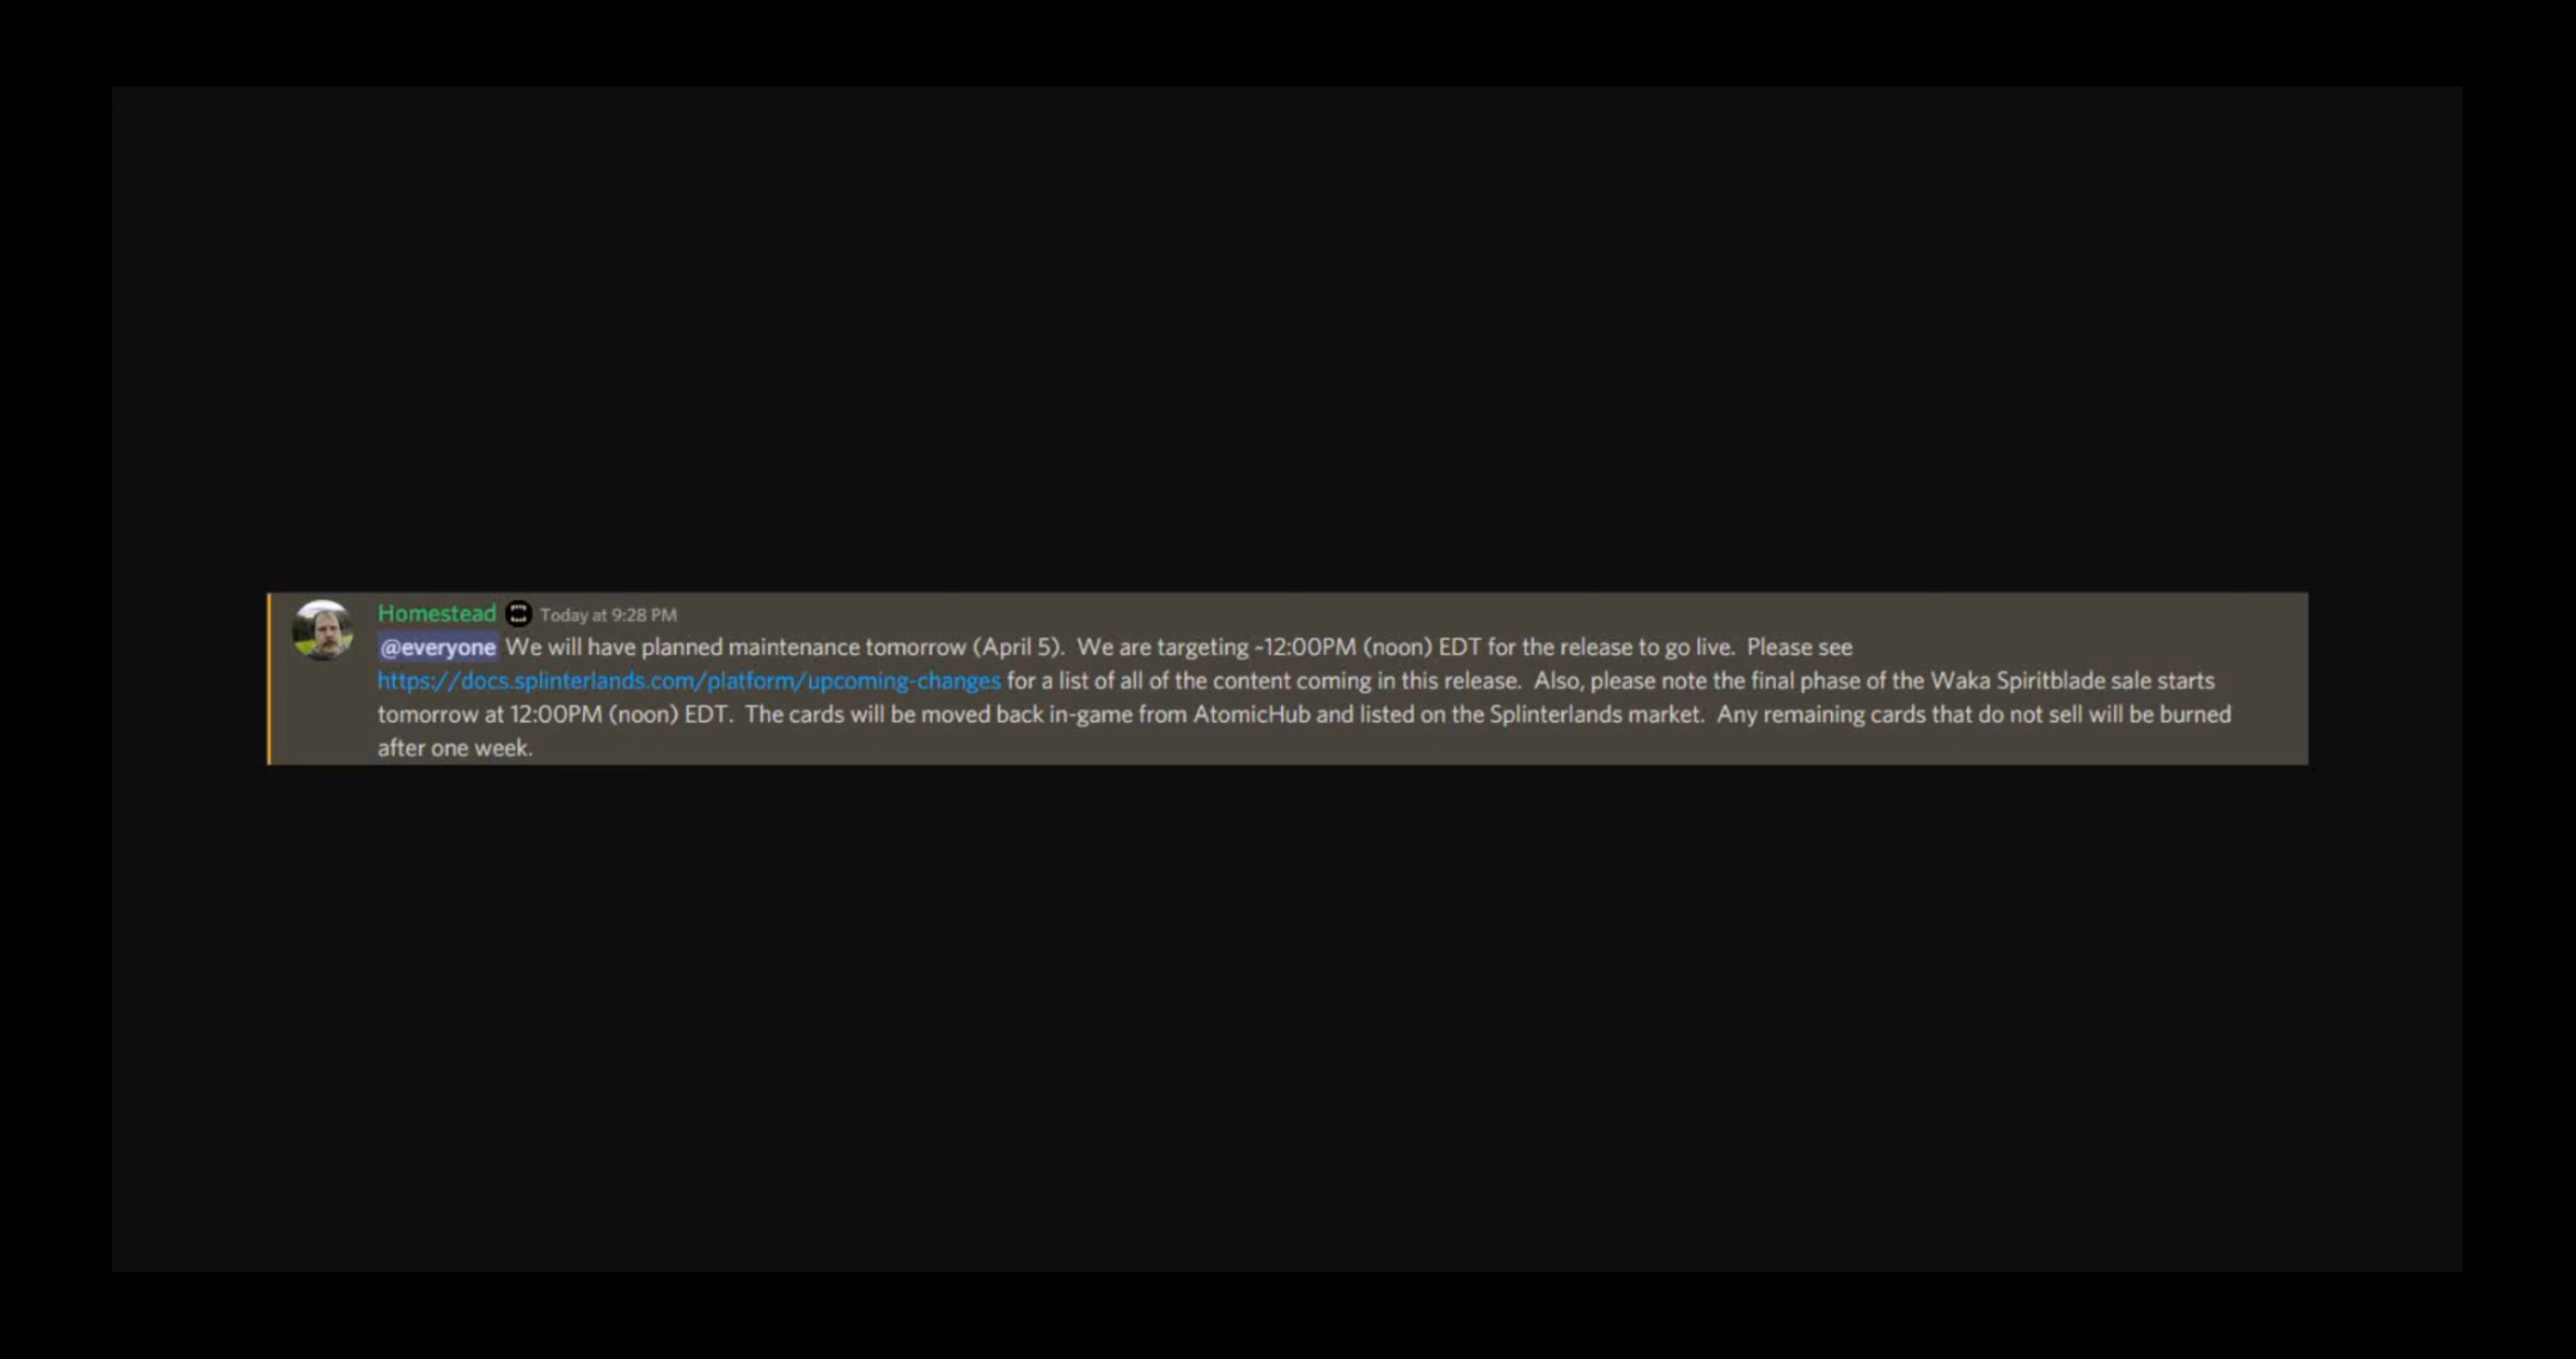 Homestead Today at 9:28 PM
@everyone We will have planned maintenance tomorrow (April 5). We are targeting ~12:00PM (noon) EDT for the release to go live. Please see
https://docs.splinterlands.com/platform/upcoming-changes for a list of all of the content coming in this release. Also, please note the final phase of the Waka Spiritblade sale starts
tomorrow at 12:00PM (noon) EDT. The cards will be moved back in-game from AtomicHub and listed on the Splinterlands market. Any remaining cards that do not sell will be burned
after one week.